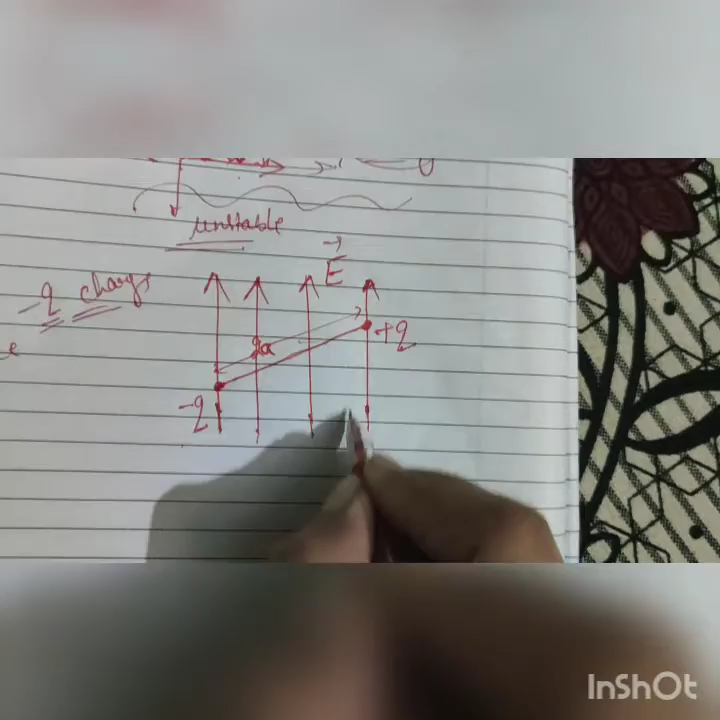 unstable
→
E
-q charge
+q
2a
-q
InShOt